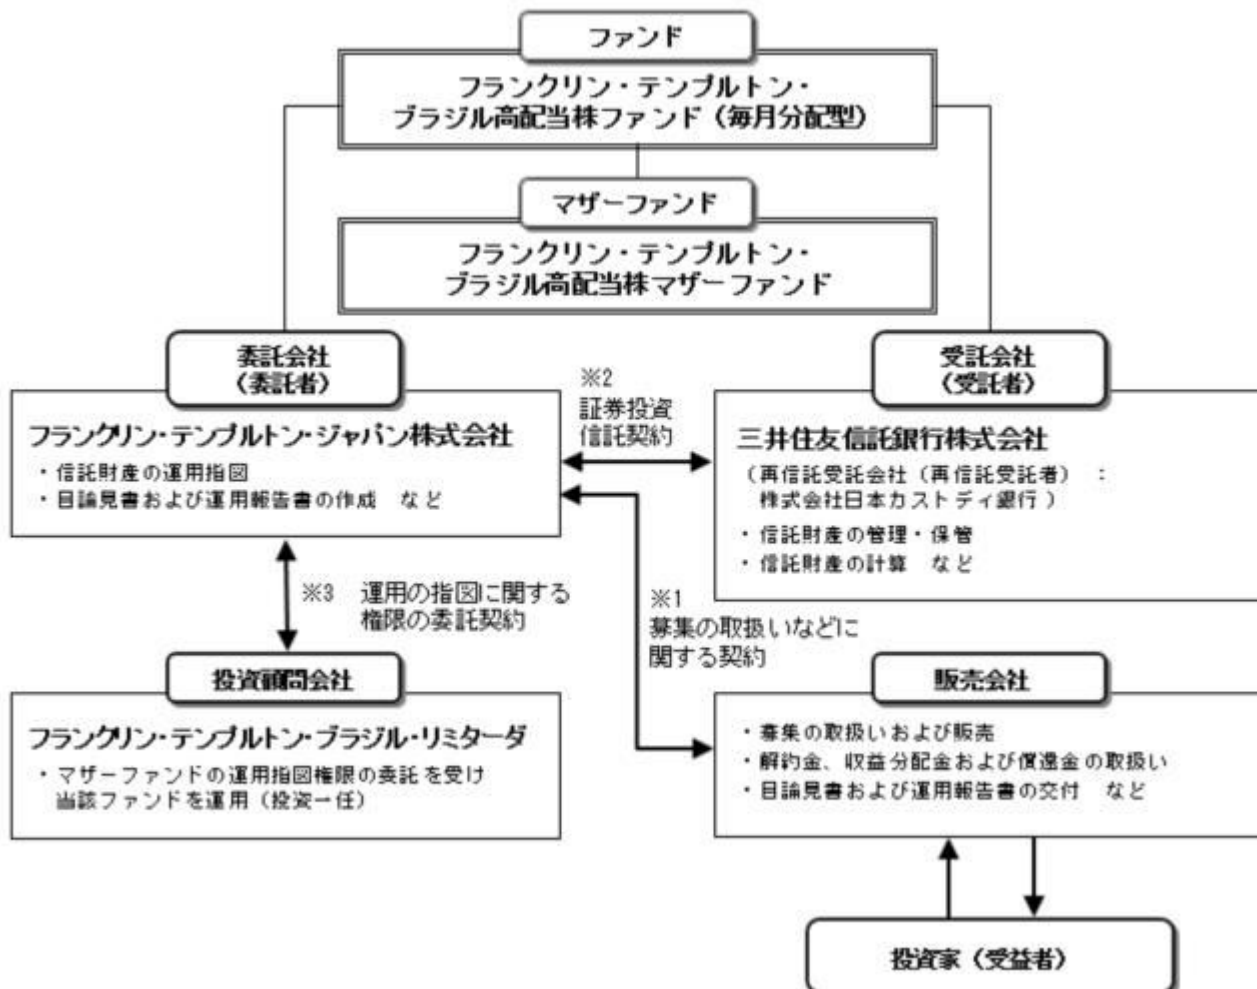 ファンド
フランクリン・テンプルトン・
ブラジル高配当株ファンド（毎月分配型）
マザーファンド
フランクリン・テンプルトン・
ブラジル高配当株マザーファンド
委託会社
（委託者）
フランクリン・テンプルトン・ジャパン株式会社
・信託財産の運用指図
・目論見書および運用報告書の作成　など
※2
証券投資
信託契約
受託会社
（受託者）
三井住友信託銀行株式会社
（再信託受託会社（再信託受託者）　：
株式会社日本カストディ銀行）
・信託財産の管理・保管
・信託財産の計算　など
※3　運用の指図に関する
権限の委託契約
※1
募集の取扱いなどに
関する契約
投資顧問会社
フランクリン・テンプルトン・ブラジル・リミターダ
・マザーファンドの運用指図権限の委託を受け
当該ファンドを運用（投資一任）
販売会社
・募集の取扱いおよび販売
・解約金、収益分配金および償還金の取扱い
・目論見書および運用報告書の交付　など
投資家（受益者）